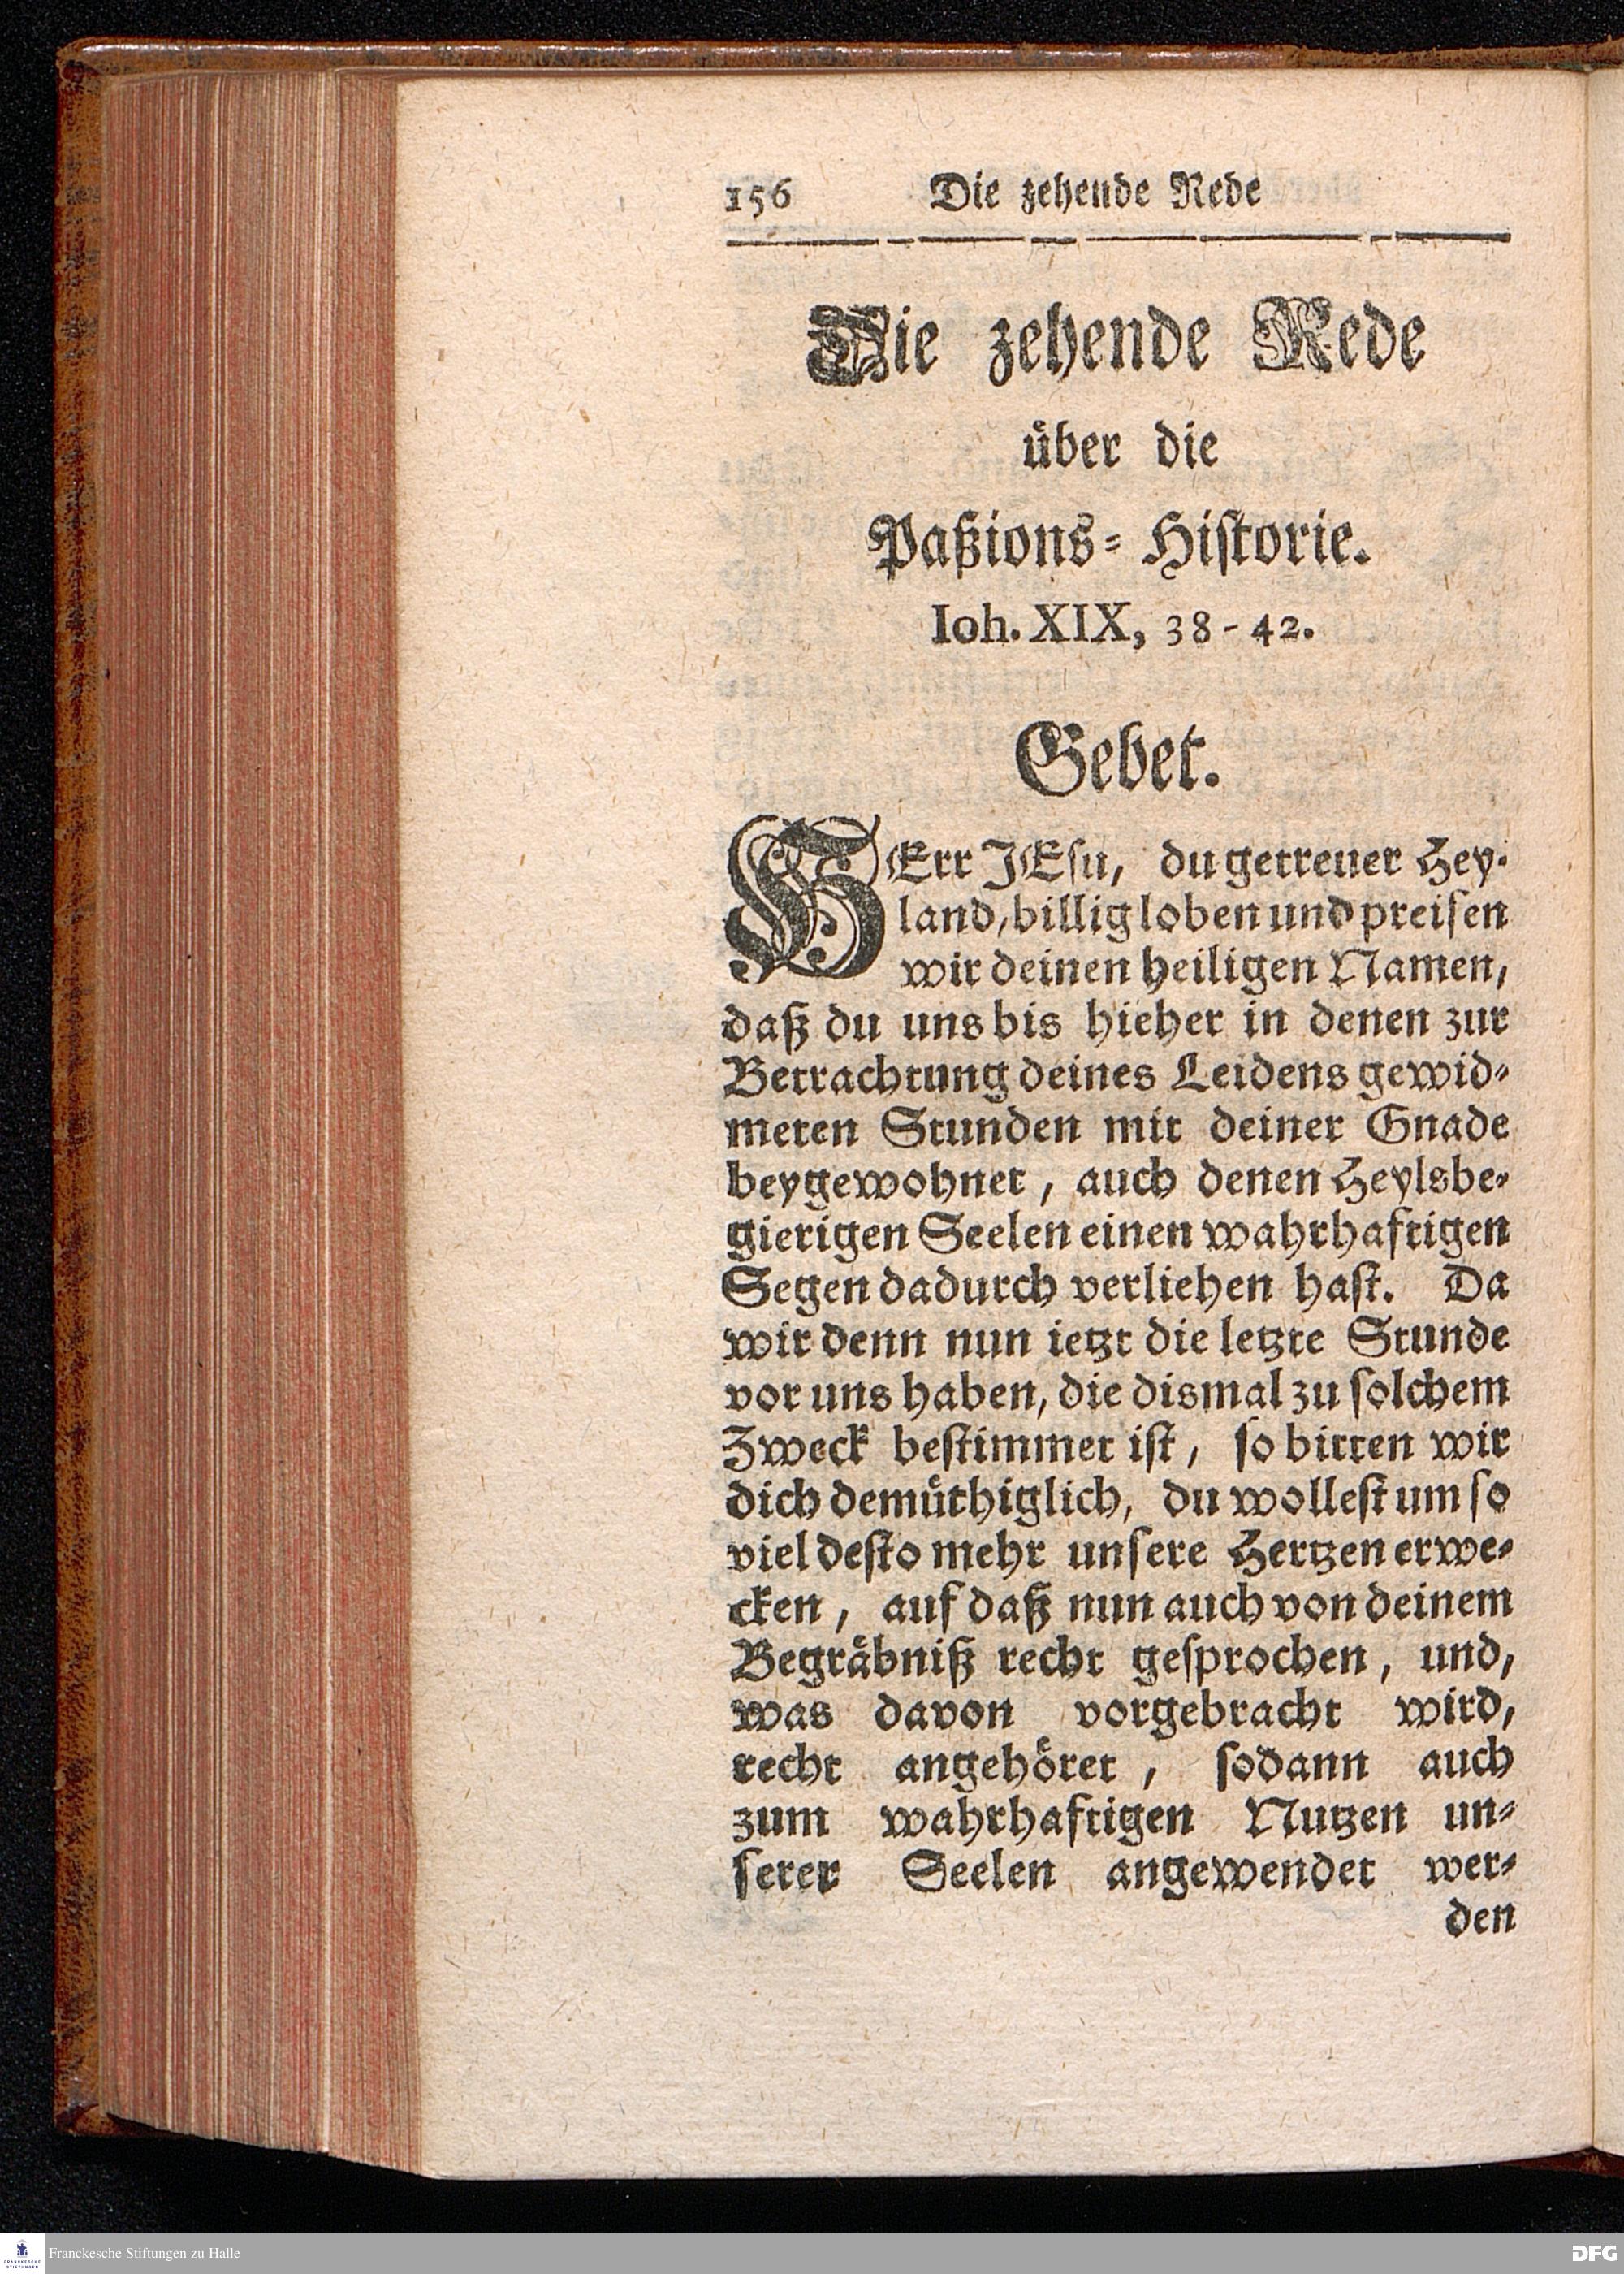 156 Die zehende Rede
Die zehende Rede
über die
Paßions- Historie.
Ioh. XIX, 38-42.
Gebet.
HErr JEsu, du getreuer Hey-
land, billig loben und preisen
wir deinen heiligen Namen,
daß du uns bis hieher in denen zur
Betrachtung deines Leidens gewid-
meten Stunden mit deiner Gnade
beygewohnet, auch denen Heylsbe-
gierigen Seelen einen wahrhaftigen
Segen dadurch verliehen hast. Da
wir denn nun ietzt die letzte Stunde
vor uns haben, die dismal zu solchem
Zweck bestimmet ist, so bitten wir
dich demüthiglich, du wollest um so
viel desto mehr unsere Hertzen erwe-
cken, auf daß nun auch von deinem
Begräbniß recht gesprochen, und,
was davon vorgebracht wird,
recht angehöret, sodann auch
zum wahrhaftigen Nutzen un-
serer Seelen angewendet wer-
den
Franckesche Stiftungen zu Halle
DFG